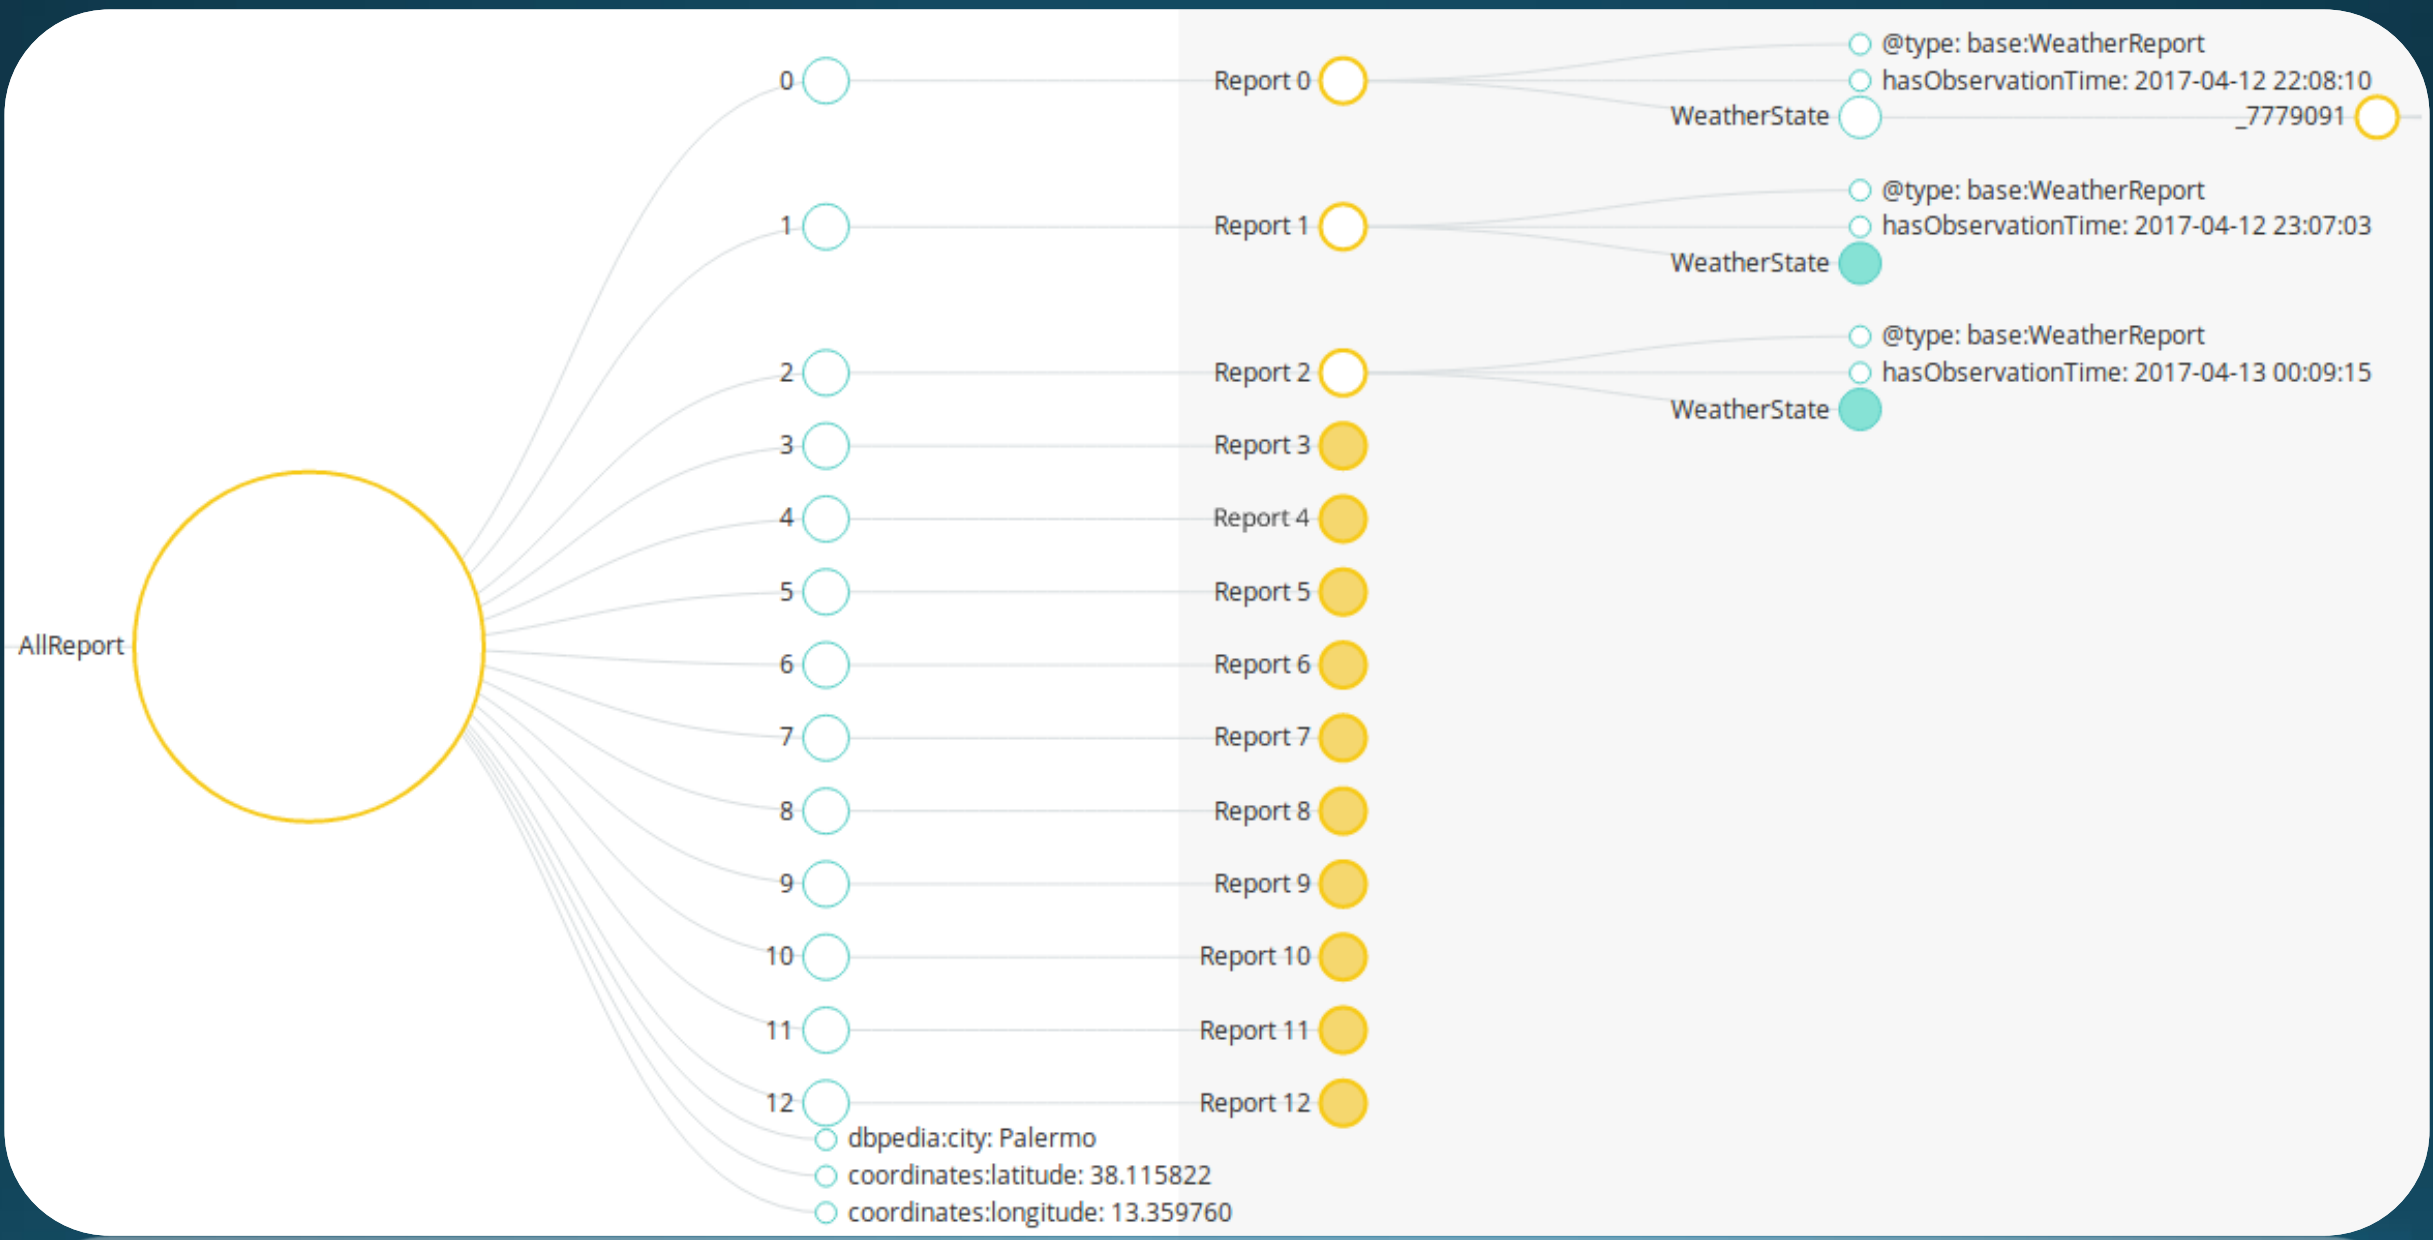 @type: base:WeatherReport
0
Report 0
hasObservationTime: 2017-04-12 22:08:10
WeatherState
_7779091
@type: base:WeatherReport
1
Report 1
hasObservationTime: 2017-04-12 23:07:03
WeatherState
@type: base:WeatherReport
2
Report 2
hasObservationTime: 2017-04-13 00:09:15
WeatherState
3
Report 3
4
Report 4
5
Report 5
AllReport
6
Report 6
7
Report 7
8
Report 8
9
Report 9
10
Report 10
11
Report 11
12
Report 12
dbpedia:city: Palermo
coordinates:latitude: 38.115822
coordinates:longitude: 13.359760